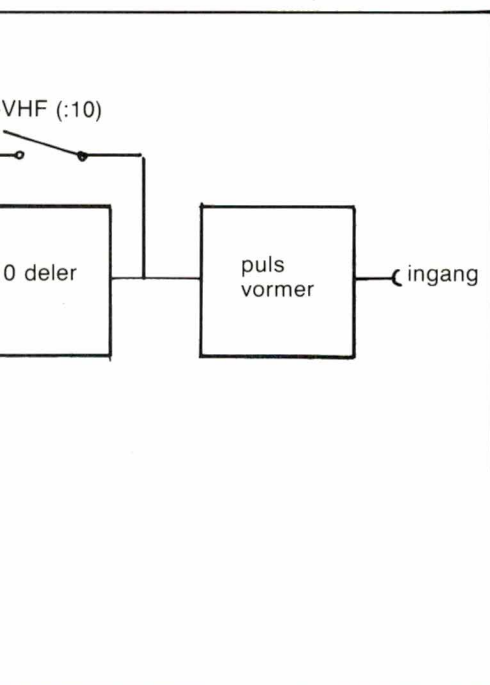 VHF (:10)
0 deler
puls
vormer
ingang